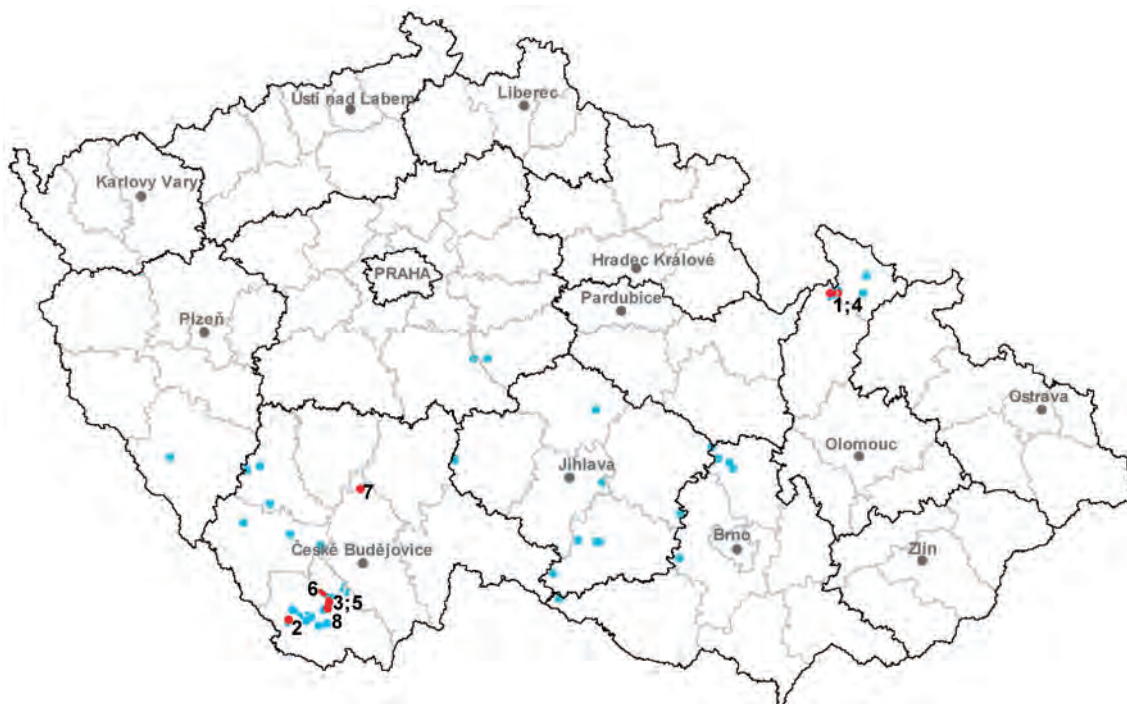 Ústí nad Labem
Liberec
Karlovy Vary
Hradec Králové
PRAHA
Pardubice
1;4
Plzeň
Ostrava
Olomouc
Jihlava
7
Brno
České Budějovice
Zlín
6
3;5
2
8